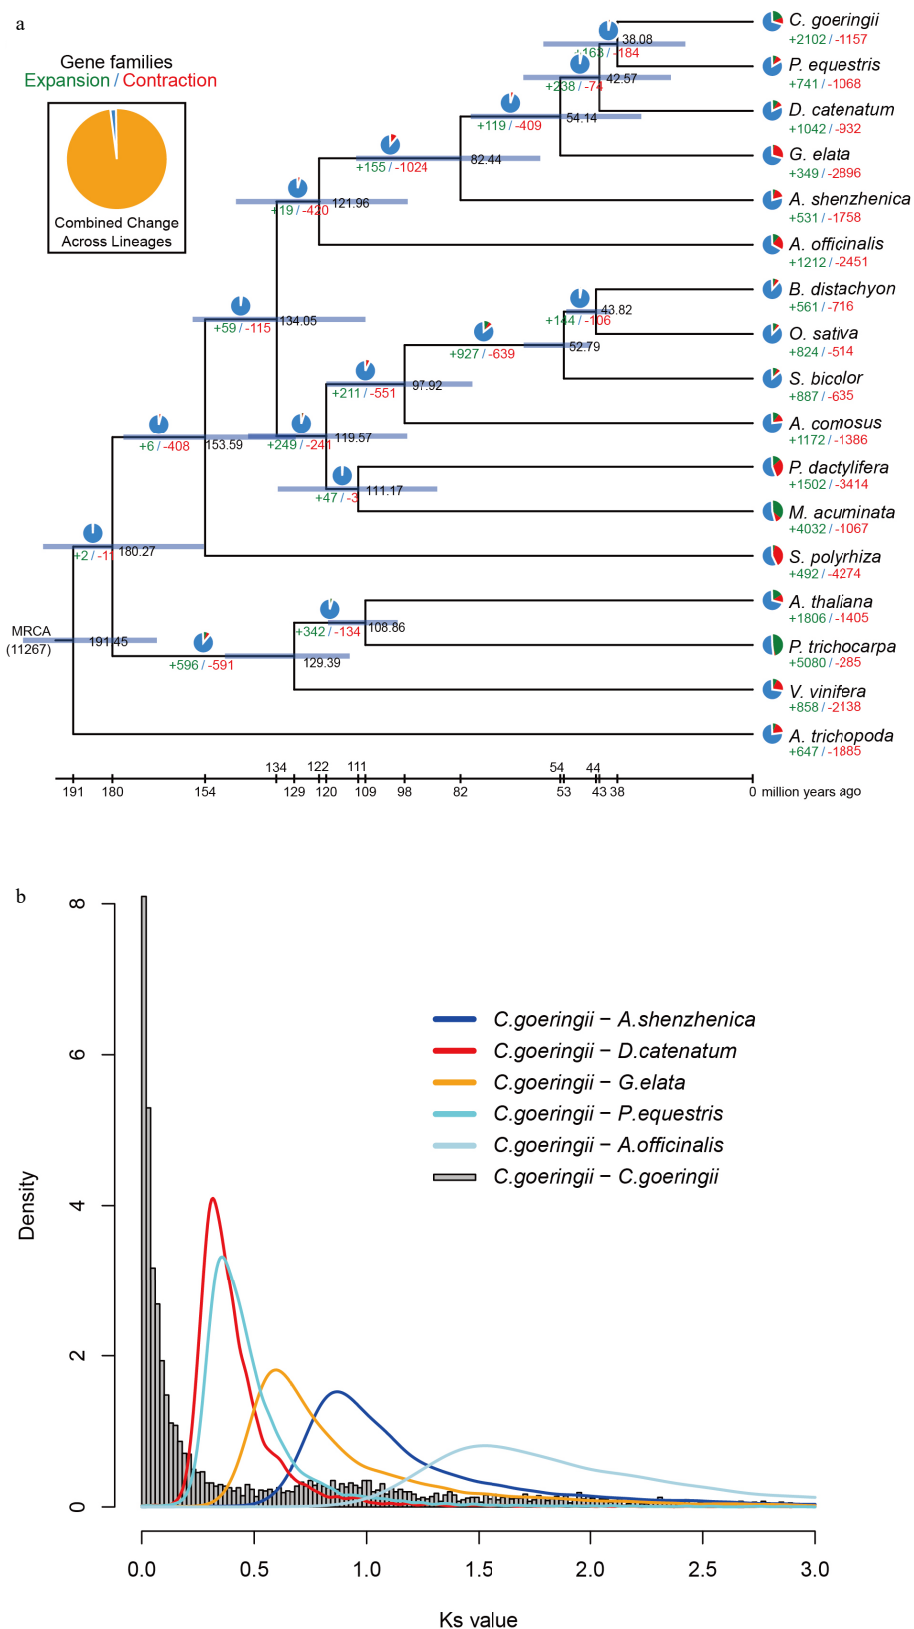 a
Gene families
Expansion / Contraction
Combined Change
Across Lineages
C. goeringii
+2102 / -1157
38.08
+163 / -184
P. equestris
+741 / -1068
42.57
+238 / -74
D. catenatum
+1042 / -932
54.14
+119 / -409
G. elata
+349 / -2896
82.44
+155 / -1024
A. shenzhenica
+531 / -1758
121.96
+19 / -420
A. officinalis
+1212 / -2451
B. distachyon
+561 / -716
43.82
+144 / -106
134.05
+59 / -115
O. sativa
+824 / -514
52.79
+927 / -639
S. bicolor
+887 / -635
97.92
+211 / -551
A. comosus
+1172 / -1386
119.57
+249 / -241
153.59
+6 / -408
P. dactylifera
+1502 / -3414
111.17
+47 / -3
M. acuminata
+4032 / -1067
180.27
+2 / -11
S. polyrhiza
+492 / -4274
A. thaliana
+1806 / -1405
108.86
+342 / -134
MRCA
(11267)
191.45
P. trichocarpa
+5080 / -285
129.39
+596 / -591
V. vinifera
+858 / -2138
A. trichopoda
+647 / -1885
134 122 111 54 44
191 180 154 129 120 109 98 82 53 43 38 0 million years ago
b
C.goeringii − A.shenzhenica
C.goeringii − D.catenatum
C.goeringii − G.elata
C.goeringii − P.equestris
C.goeringii − A.officinalis
C.goeringii − C.goeringii
Density
8
6
4
2
0
0.0 0.5 1.0 1.5 2.0 2.5 3.0
Ks value